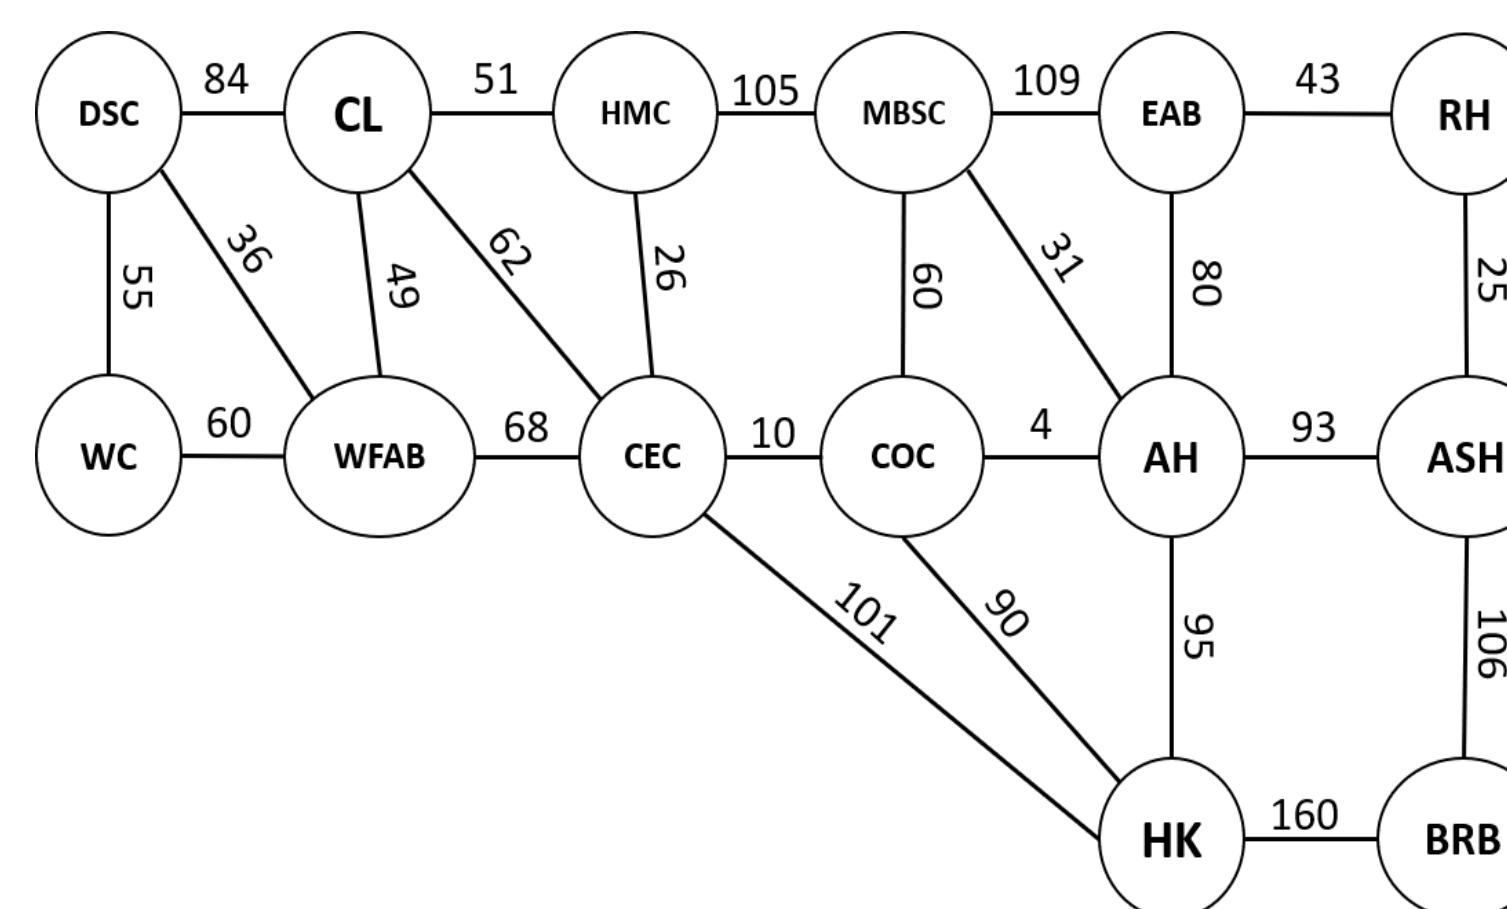 84 51 105 109 43
DSC CL HMC MBSC EAB RH
55 36 49 62 26 60 31 80 25
60 68 10 4 93
WC WFAB CEC COC AH ASH
101 90 95 106
160
HK BRB